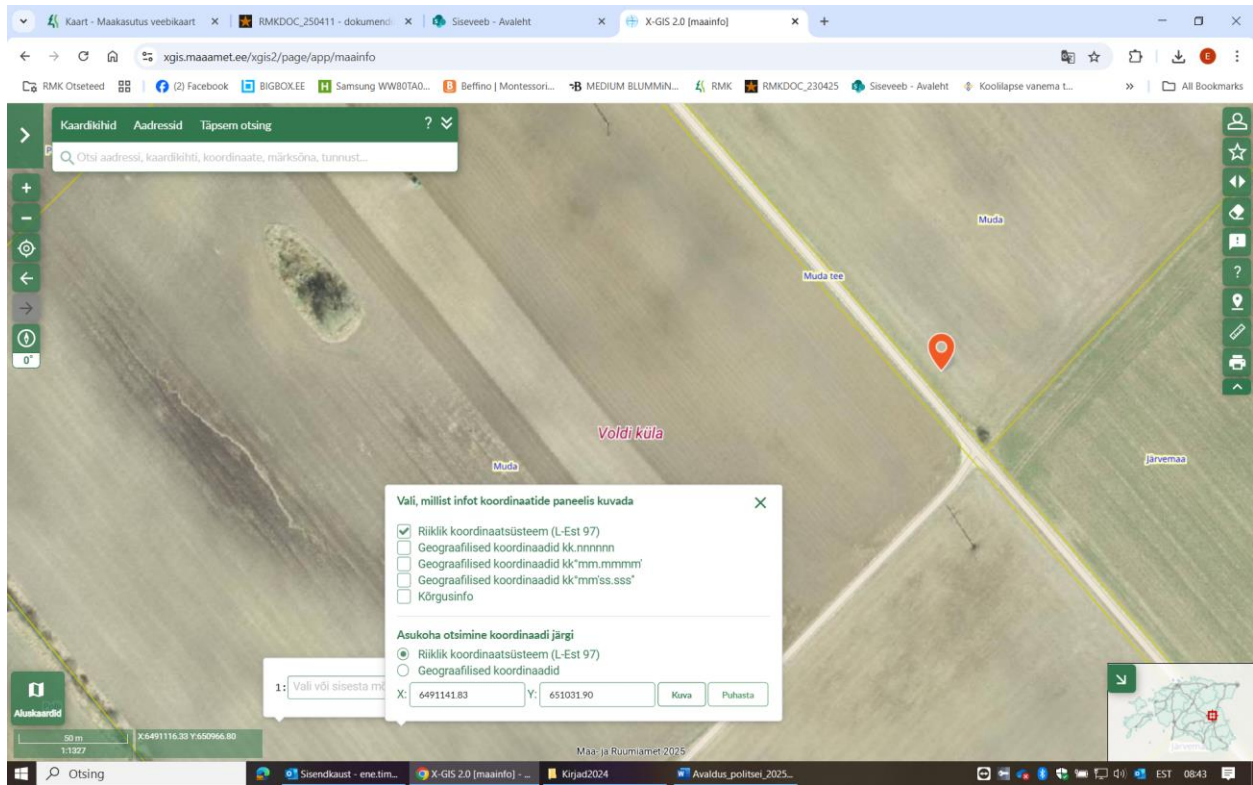 Kaart - Maakasutus veebikaart
RMKDOC_250411 - dokumendi
Siseveeb - Avaleht
X-GIS 2.0 [maainfo]
xgis.maaamet.ee/xgis2/page/app/maainfo
E
RMK Otseteed
(2) Facebook
BIGBOX.EE
Samsung WW80TA0...
Beffino | Montessori...
MEDIUM BLUMMiN...
RMK
RMKDOC_230425
Siseveeb - Avaleht
Koolilapse vanema t...
All Bookmarks
Kaardikihid Aadressid Täpsem otsing ?
Otsi aadressi, kaardikihti, koordinaate, märksõna, tunnust...
0°
Muda
Muda tee
Voldi küla
Muda
Järvemaa
Vali, millist infot koordinaatide paneelis kuvada
Riiklik koordinaatsüsteem (L-Est 97)
Geograafilised koordinaadid kk.nnnnnn
Geograafilised koordinaadid kk°mm.mmmm'
Geograafilised koordinaadid kk°mm'ss.sss"
Kõrgusinfo
Asukoha otsimine koordinaadi järgi
Riiklik koordinaatsüsteem (L-Est 97)
Geograafilised koordinaadid
X: 6491141.83 Y: 651031.90 Kuva Puhasta
1: Vali või sisesta
Aluskaardid
50 m
1:1327
X:6491116.33 Y:650966.80
Maa- ja Ruumiamet 2025
Otsing
Sisendkaust - ene.tim...
X-GIS 2.0 [maainfo] - ...
Kirjad2024
Avaldus_politsei_2025...
EST 08:43